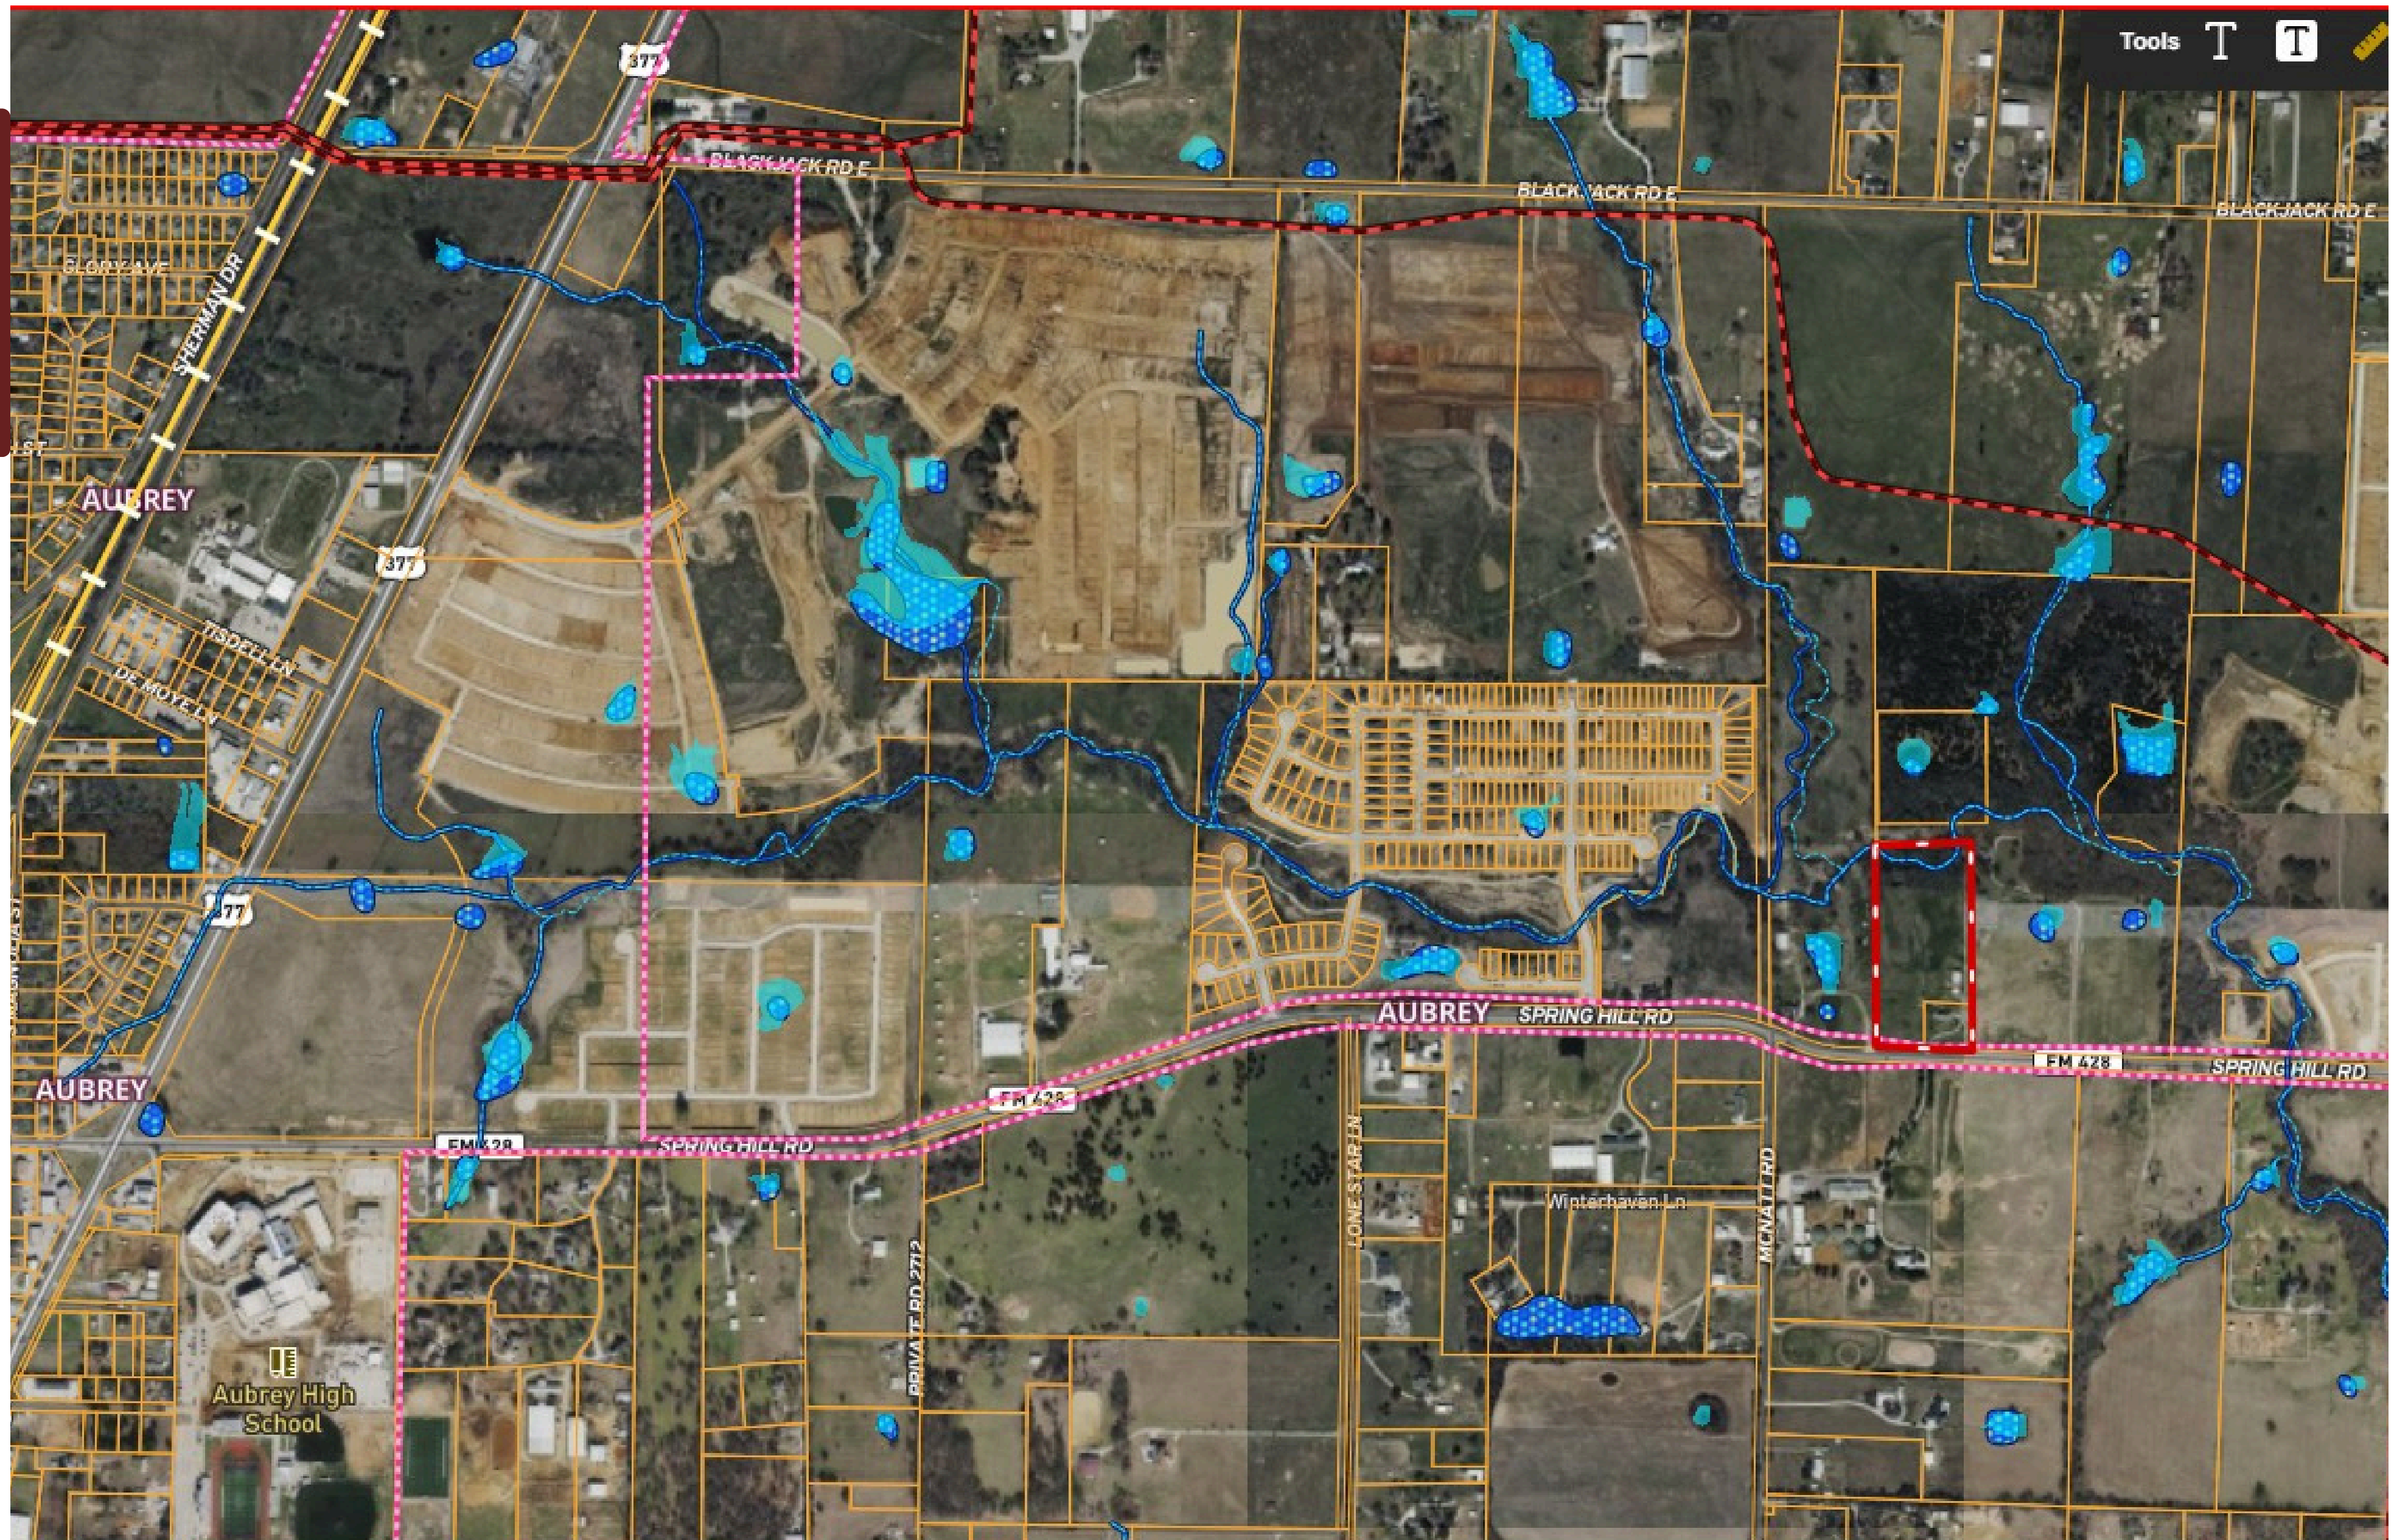 Tools T T
377
BLACKJACK RD E
BLACKJACK RD E
BLACKJACK RD E
GLORY AVE
SHERMAN DR
AUBREY
377
TISDELL LN
DE MOYE LN
377
AUBREY
SPRING HILL RD
FM 428
SPRING HILL RD
AUBREY
FM 428
FM 428
SPRING HILL RD
LONE STAR LN
MCNATT RD
Winterhaven Ln
PRIVATE RD 2712
Aubrey High
School